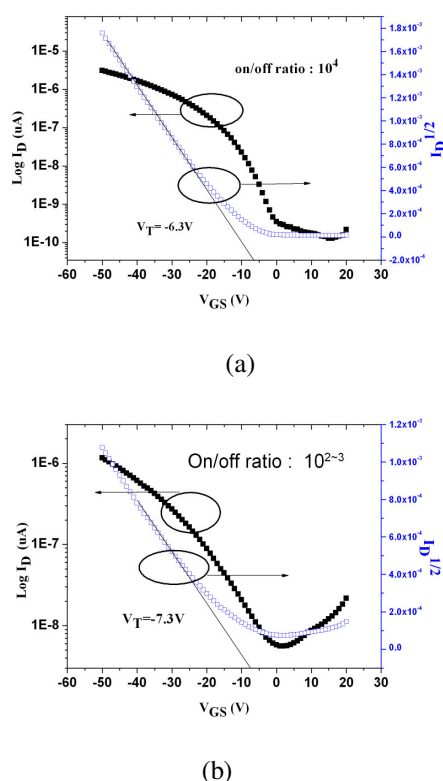 1.8x10⁻³
1E-5
1.6x10⁻³
on/off ratio : 10⁴
1.4x10⁻³
1E-6
1.2x10⁻³
1.0x10⁻³
1E-7
8.0x10⁻⁴
Log I_D (uA)
I_D^1/2
6.0x10⁻⁴
1E-8
4.0x10⁻⁴
1E-9
2.0x10⁻⁴
V_T= -6.3V
0.0
1E-10
-2.0x10⁻⁴
-60 -50 -40 -30 -20 -10 0 10 20 30
V_GS (V)
(a)
1.2x10⁻³
On/off ratio : 10²~³
1E-6
1.0x10⁻³
8.0x10⁻⁴
Log I_D (uA)
I_D^1/2
6.0x10⁻⁴
1E-7
4.0x10⁻⁴
V_T=-7.3V
2.0x10⁻⁴
1E-8
0.0
-60 -50 -40 -30 -20 -10 0 10 20 30
V_GS (V)
(b)